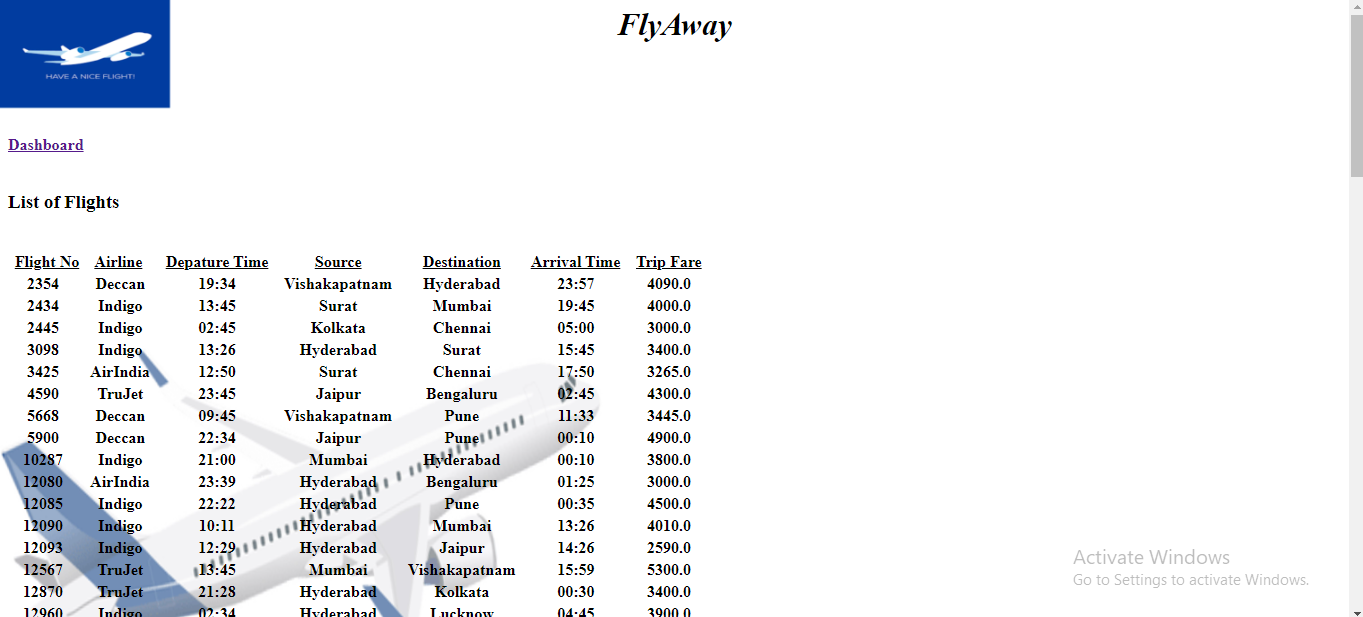 FlyAway
HAVE A NICE FLIGHT!
Dashboard
List of Flights
Flight No Airline Depature Time Source Destination Arrival Time Trip Fare
2354 Deccan 19:34 Vishakapatnam Hyderabad 23:57 4090.0
2434 Indigo 13:45 Surat Mumbai 19:45 4000.0
2445 Indigo 02:45 Kolkata Chennai 05:00 3000.0
3098 Indigo 13:26 Hyderabad Surat 15:45 3400.0
3425 AirIndia 12:50 Surat Chennai 17:50 3265.0
4590 TruJet 23:45 Jaipur Bengaluru 02:45 4300.0
5668 Deccan 09:45 Vishakapatnam Pune 11:33 3445.0
5900 Deccan 22:34 Jaipur Pune 00:10 4900.0
10287 Indigo 21:00 Mumbai Hyderabad 00:10 3800.0
12080 AirIndia 23:39 Hyderabad Bengaluru 01:25 3000.0
12085 Indigo 22:22 Hyderabad Pune 00:35 4500.0
12090 Indigo 10:11 Hyderabad Mumbai 13:26 4010.0
12093 Indigo 12:29 Hyderabad Jaipur 14:26 2590.0
12567 TruJet 13:45 Mumbai Vishakapatnam 15:59 5300.0
12870 TruJet 21:28 Hyderabad Kolkata 00:30 3400.0
12960 Indigo 02:34 Hyderabad Lucknow 04:45 3900.0
Activate Windows
Go to Settings to activate Windows.